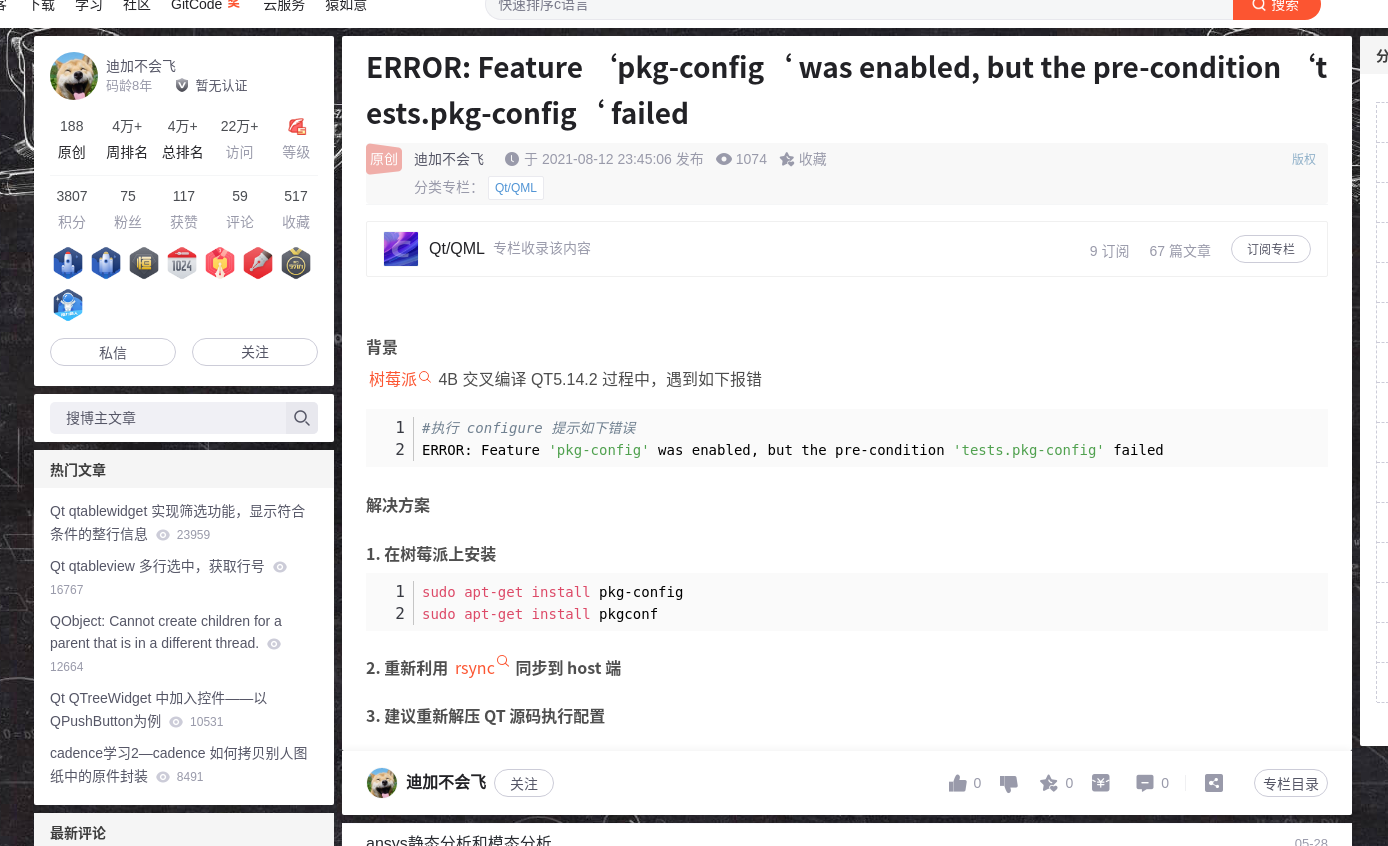 下载 学习 社区 GitCode 云服务 猿如意
快速排序c语言
搜索
迪加不会飞
码龄8年 暂无认证
188 4万+ 4万+ 22万+
原创 周排名 总排名 访问 等级
3807 75 117 59 517
积分 粉丝 获赞 评论 收藏
1024
私信 关注
搜博主文章
热门文章
Qt qtablewidget 实现筛选功能，显示符合
条件的整行信息 23959
Qt qtableview 多行选中，获取行号
16767
QObject: Cannot create children for a
parent that is in a different thread.
12664
Qt QTreeWidget 中加入控件——以
QPushButton为例 10531
cadence学习2—cadence 如何拷贝别人图
纸中的原件封装 8491
最新评论
ERROR: Feature ‘pkg-config‘ was enabled, but the pre-condition ‘t
ests.pkg-config‘ failed
原创 迪加不会飞 于 2021-08-12 23:45:06 发布 1074 收藏 版权
分类专栏： Qt/QML
Qt/QML 专栏收录该内容 9 订阅 67 篇文章 订阅专栏
背景
树莓派 4B 交叉编译 QT5.14.2 过程中，遇到如下报错
1 #执行 configure 提示如下错误
2 ERROR: Feature 'pkg-config' was enabled, but the pre-condition 'tests.pkg-config' failed
解决方案
1. 在树莓派上安装
1 sudo apt-get install pkg-config
2 sudo apt-get install pkgconf
2. 重新利用 rsync 同步到 host 端
3. 建议重新解压 QT 源码执行配置
迪加不会飞 关注 0 0 0 专栏目录
ansys静态分析和模态分析 05-28